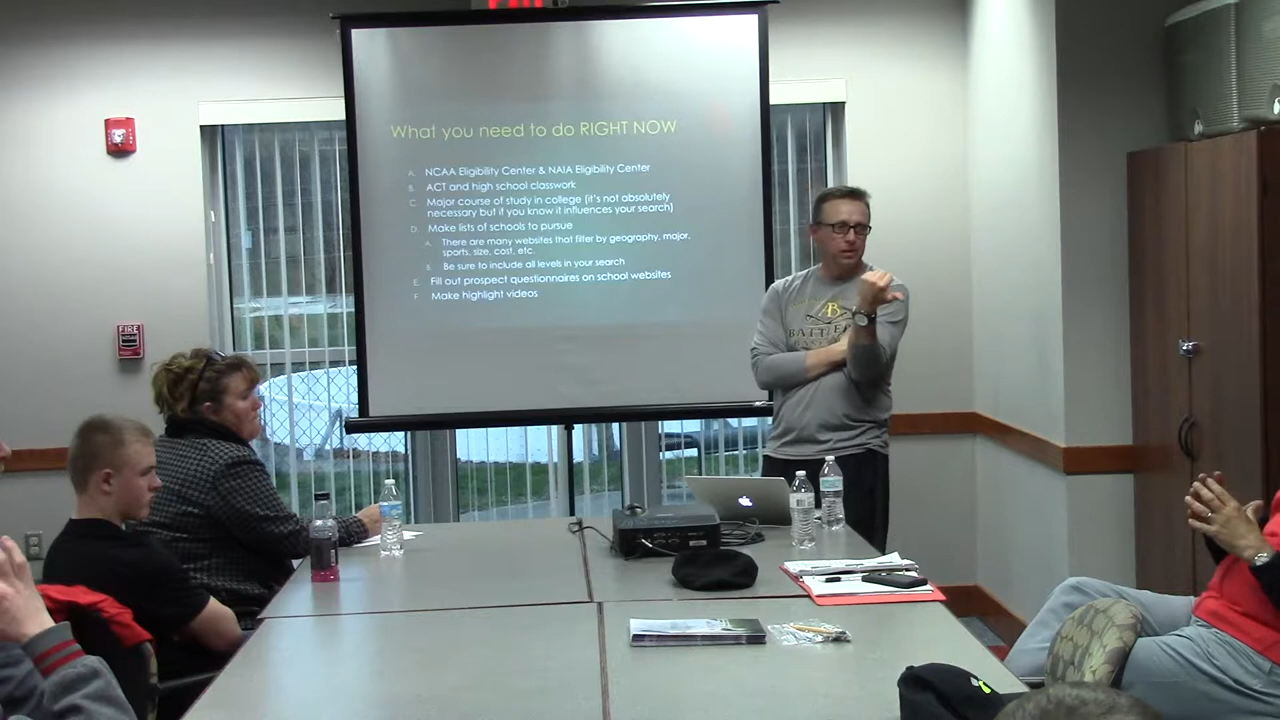 What you need to do RIGHT NOW
A. NCAA Eligibility Center & NAIA Eligibility Center
B. ACT and high school classwork
C. Major course of study in college (it's not absolutely
necessary but if you know it influences your search)
D. Make lists of schools to pursue
A. There are many websites that filter by geography, major,
sports, size, cost, etc.
B. Be sure to include all levels in your search
E. Fill out prospect questionnaires on school websites
F. Make highlight videos
AB
FIRE